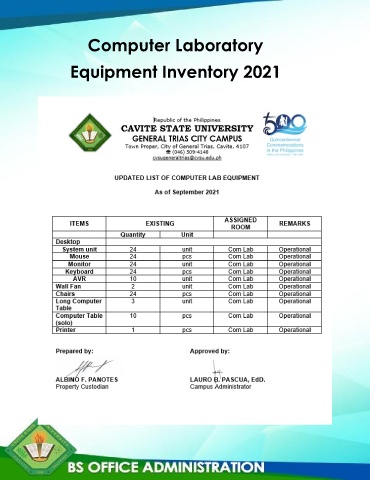 Computer Laboratory
Equipment Inventory 2021
Republic of the Philippines
CAVITE STATE UNIVERSITY
GENERAL TRIAS CITY CAMPUS
Town Proper, City of General Trias, Cavite, 4107
☎ (046) 509-4148
cvsugeneraltrias@cvsu.edu.ph
500
Quincentennial
Commemorations
in the Philippines
UPDATED LIST OF COMPUTER LAB EQUIPMENT
As of September 2021
ITEMS EXISTING ASSIGNED ROOM REMARKS
Quantity Unit
Desktop
System unit 24 unit Com Lab Operational
Mouse 24 pcs Com Lab Operational
Monitor 24 unit Com Lab Operational
Keyboard 24 pcs Com Lab Operational
AVR 10 unit Com Lab Operational
Wall Fan 2 unit Com Lab Operational
Chairs 24 pcs Com Lab Operational
Long Computer Table 3 unit Com Lab Operational
Computer Table (solo) 10 pcs Com Lab Operational
Printer 1 pcs Com Lab Operational
Prepared by: Approved by:
ALBINO F. PANOTES LAURO B. PASCUA, EdD.
Property Custodian Campus Administrator
BS OFFICE ADMINISTRATION